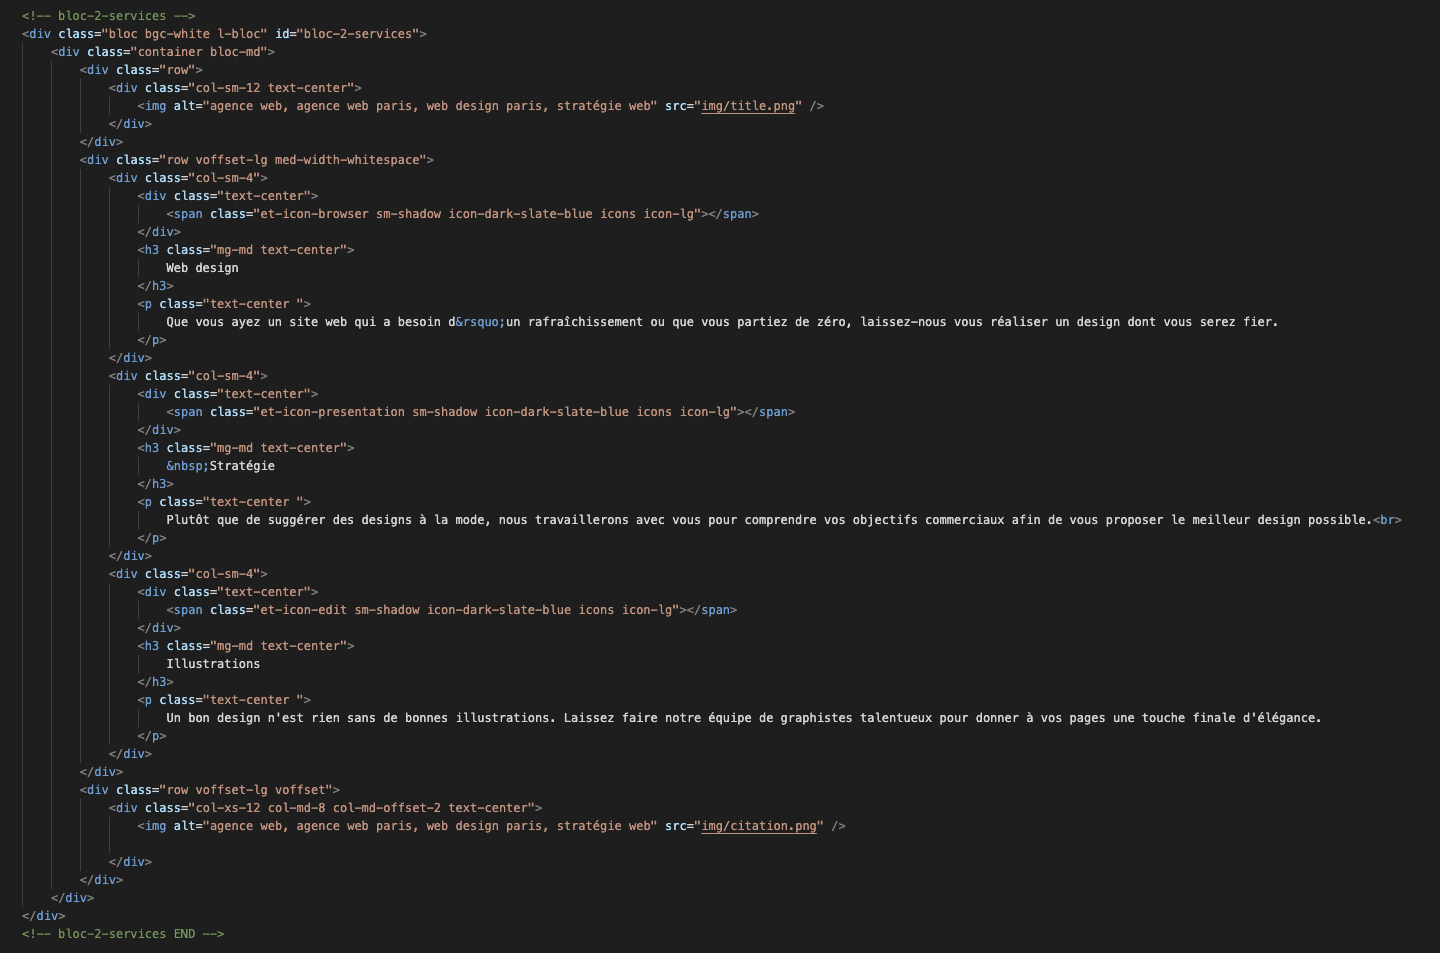 <!-- bloc-2-services -->
<div class="bloc bgc-white l-bloc" id="bloc-2-services">
    <div class="container bloc-md">
        <div class="row">
            <div class="col-sm-12 text-center">
                <img alt="agence web, agence web paris, web design paris, stratégie web" src="img/title.png" />
            </div>
        </div>
        <div class="row voffset-lg med-width-whitespace">
            <div class="col-sm-4">
                <div class="text-center">
                    <span class="et-icon-browser sm-shadow icon-dark-slate-blue icons icon-lg"></span>
                </div>
                <h3 class="mg-md text-center">
                    Web design
                </h3>
                <p class="text-center ">
                    Que vous ayez un site web qui a besoin d&rsquo;un rafraîchissement ou que vous partiez de zéro, laissez-nous vous réaliser un design dont vous serez fier.
                </p>
            </div>
            <div class="col-sm-4">
                <div class="text-center">
                    <span class="et-icon-presentation sm-shadow icon-dark-slate-blue icons icon-lg"></span>
                </div>
                <h3 class="mg-md text-center">
                    &nbsp;Stratégie
                </h3>
                <p class="text-center ">
                    Plutôt que de suggérer des designs à la mode, nous travaillerons avec vous pour comprendre vos objectifs commerciaux afin de vous proposer le meilleur design possible.<br>
                </p>
            </div>
            <div class="col-sm-4">
                <div class="text-center">
                    <span class="et-icon-edit sm-shadow icon-dark-slate-blue icons icon-lg"></span>
                </div>
                <h3 class="mg-md text-center">
                    Illustrations
                </h3>
                <p class="text-center ">
                    Un bon design n'est rien sans de bonnes illustrations. Laissez faire notre équipe de graphistes talentueux pour donner à vos pages une touche finale d'élégance.
                </p>
            </div>
        </div>
        <div class="row voffset-lg voffset">
            <div class="col-xs-12 col-md-8 col-md-offset-2 text-center">
                <img alt="agence web, agence web paris, web design paris, stratégie web" src="img/citation.png" />
            </div>
        </div>
    </div>
</div>
<!-- bloc-2-services END -->